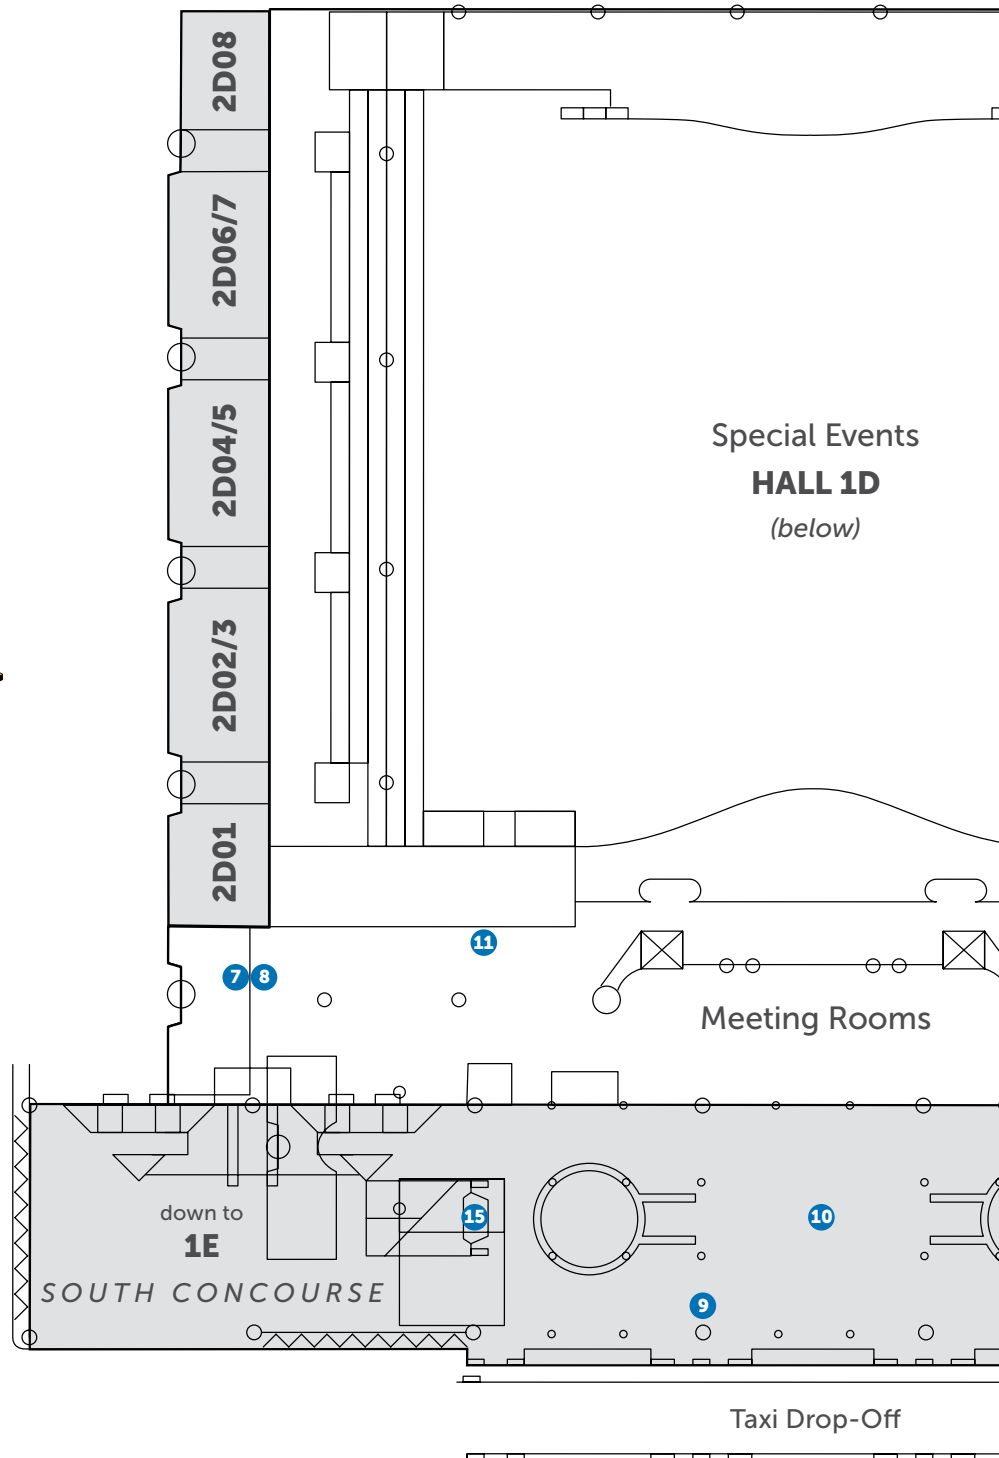 2D08
2D06/7
2D04/5
2D02/3
2D01
Special Events
HALL 1D
(below)
11
7 8
Meeting Rooms
down to
1E
SOUTH CONCOURSE
15
10
9
Taxi Drop-Off